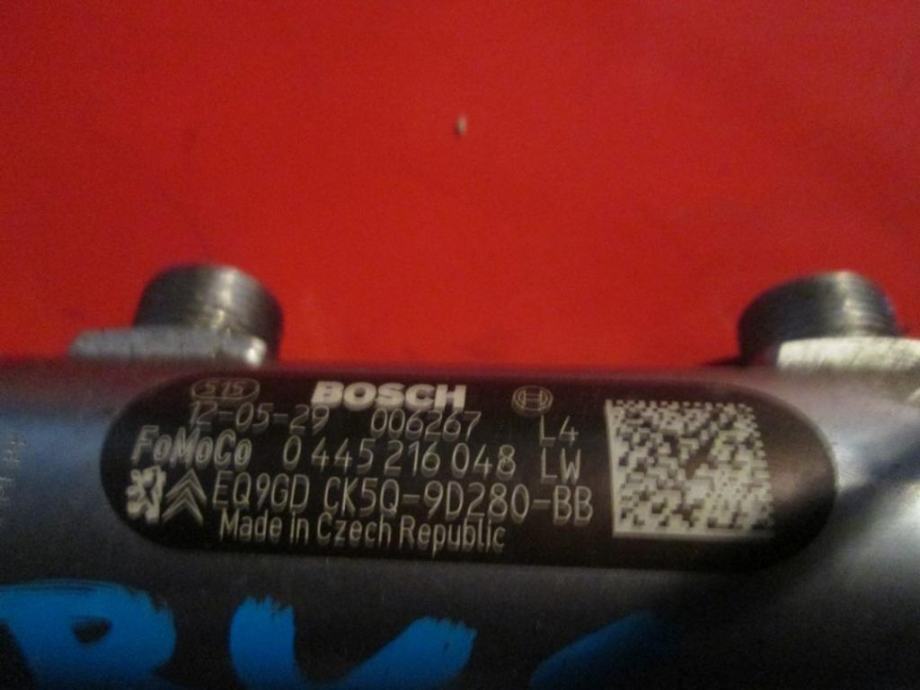 515 BOSCH
12-05-29 006267 L4
FoMoCo 0 445 216 048 LW
EQ9GD CK5Q-9D280-BB
Made in Czech Republic